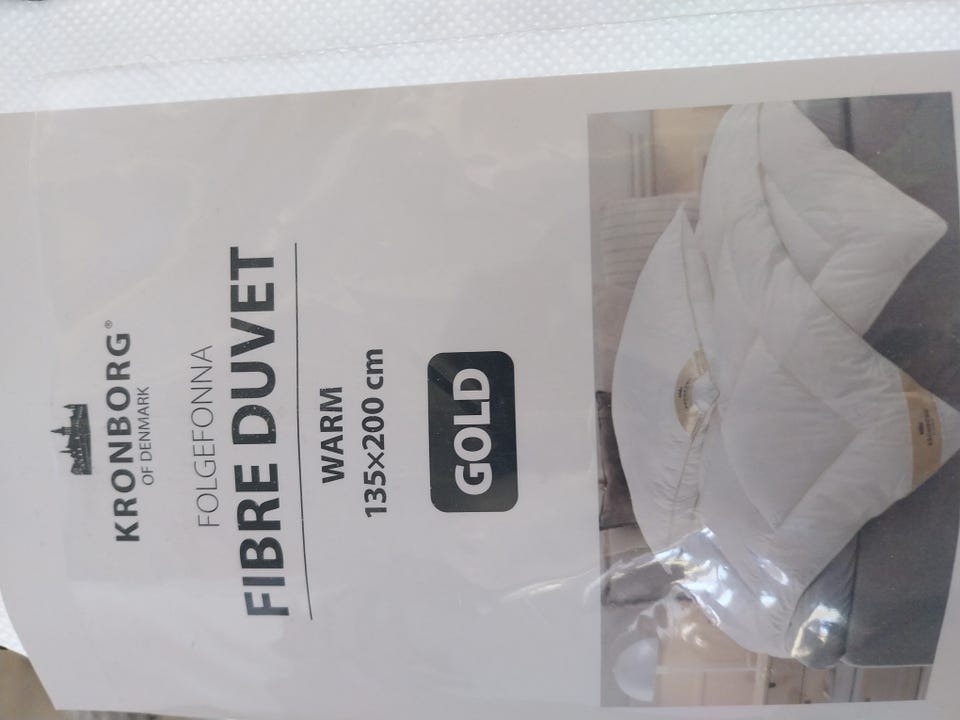 KRONBORG®
OF DENMARK
FOLGEFONNA
FIBRE DUVET
WARM
135x200 cm
GOLD